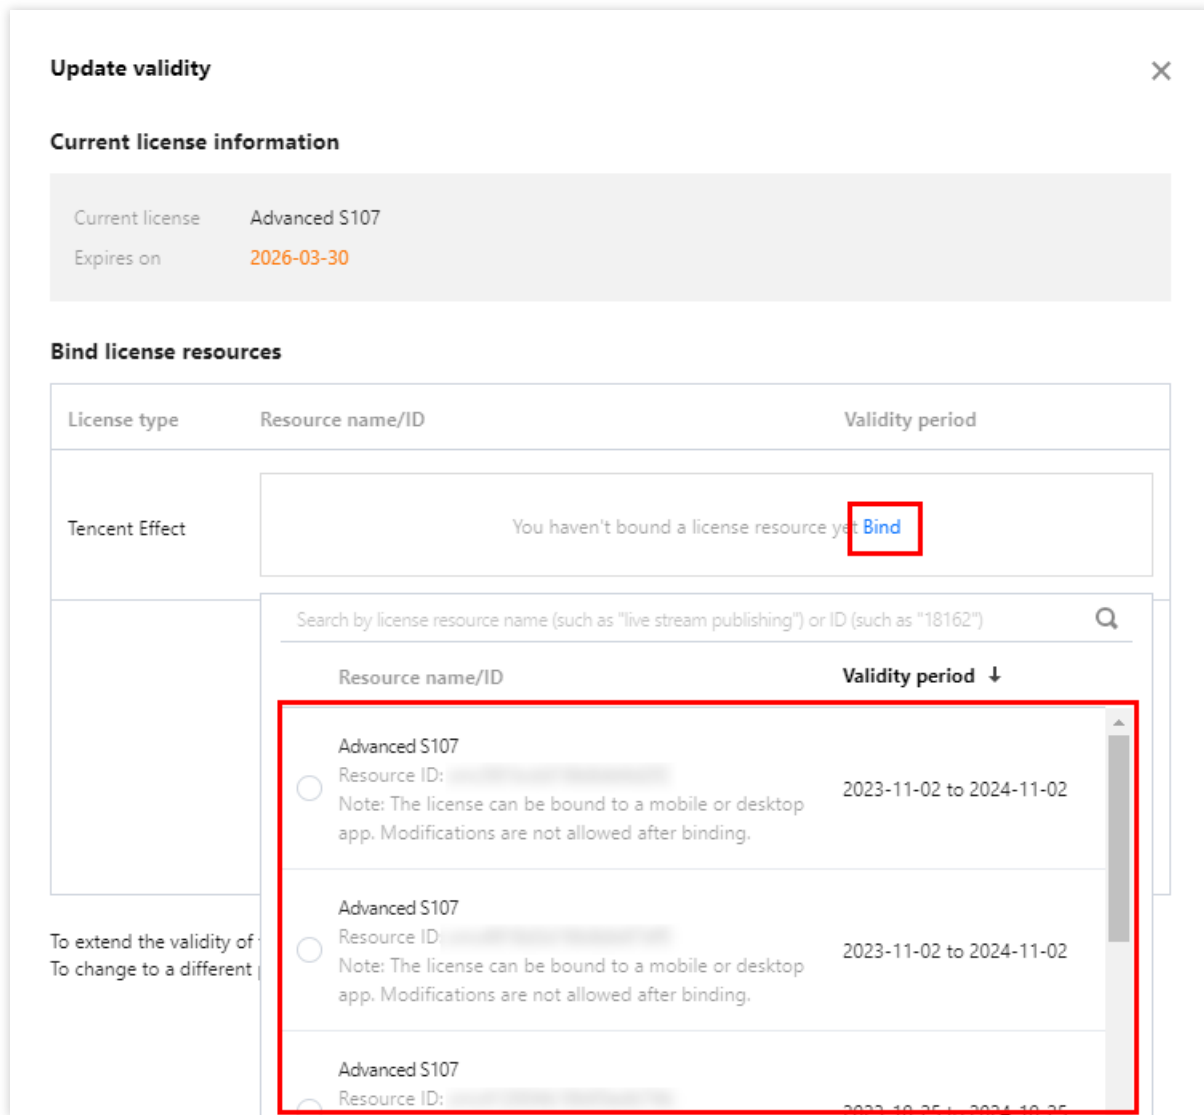 Update validity
Current license information
Current license Advanced S107
Expires on 2026-03-30
Bind license resources
License type Resource name/ID Validity period
Tencent Effect You haven't bound a license resource yet Bind
Search by license resource name (such as "live stream publishing") or ID (such as "18162")
Resource name/ID Validity period
Advanced S107
Resource ID:
Note: The license can be bound to a mobile or desktop
app. Modifications are not allowed after binding.
2023-11-02 to 2024-11-02
Advanced S107
Resource ID:
Note: The license can be bound to a mobile or desktop
app. Modifications are not allowed after binding.
2023-11-02 to 2024-11-02
To extend the validity of
To change to a different
Advanced S107
Resource ID: